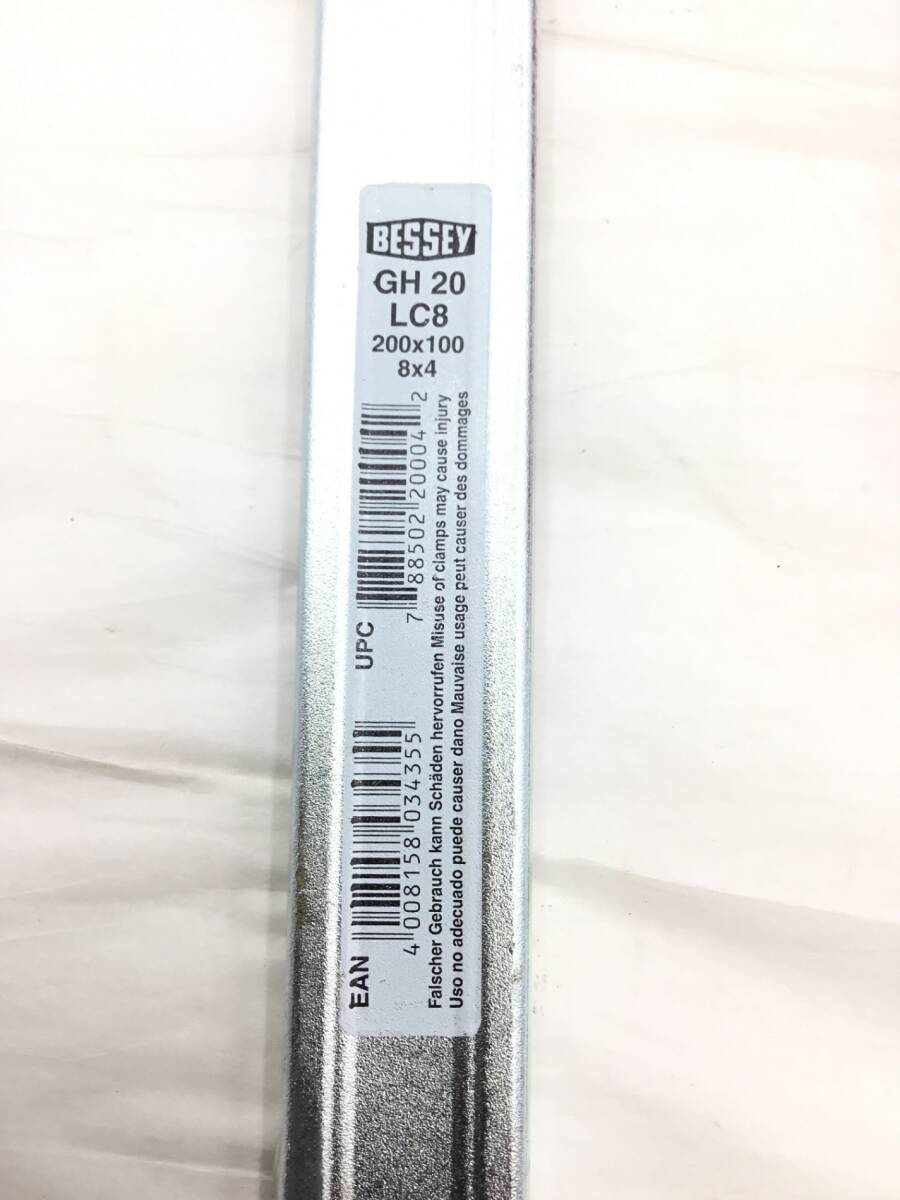 BESSEY
GH 20
LC8
200x100
8x4
UPC
7 88502 20004 2
EAN
4 008158 034355
Falscher Gebrauch kann Schäden hervorrufen Misuse of clamps may cause injury
Uso no adecuado puede causer dano Mauvaise usage peut causer des dommages